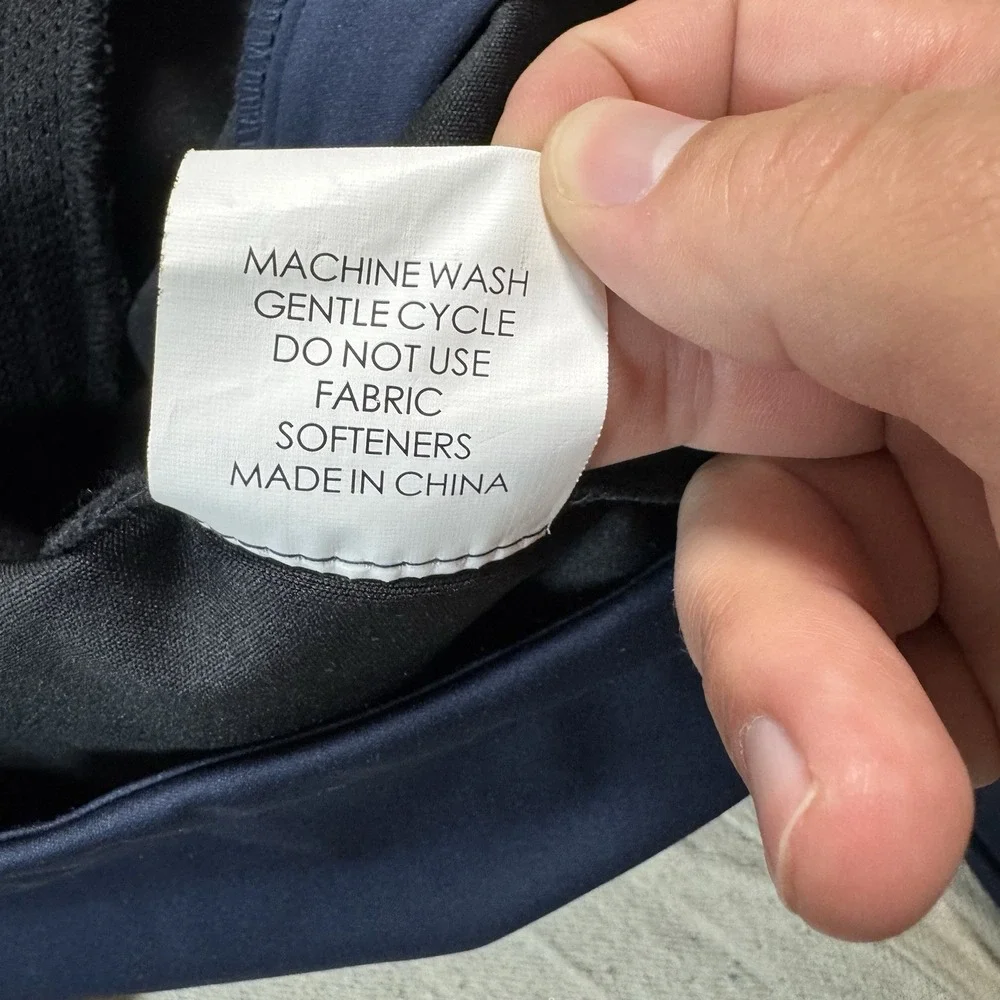 MACHINE WASH
GENTLE CYCLE
DO NOT USE
FABRIC
SOFTENERS
MADE IN CHINA